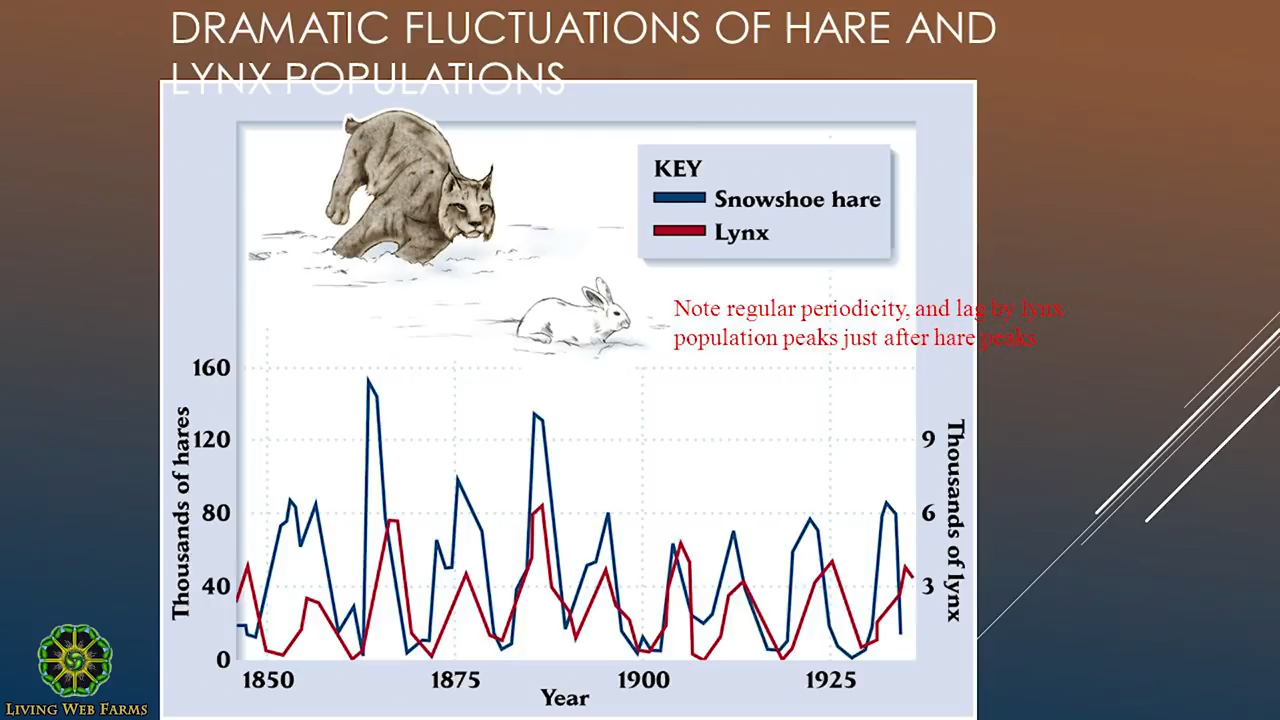 DRAMATIC FLUCTUATIONS OF HARE AND
LYNX POPULATIONS
KEY
Snowshoe hare
Lynx
Note regular periodicity, and lag by lynx
population peaks just after hare peaks
160
120
80
40
0
Thousands of hares
9
6
3
Thousands of lynx
1850
1875
1900
1925
Year
LIVING WEB FARMS